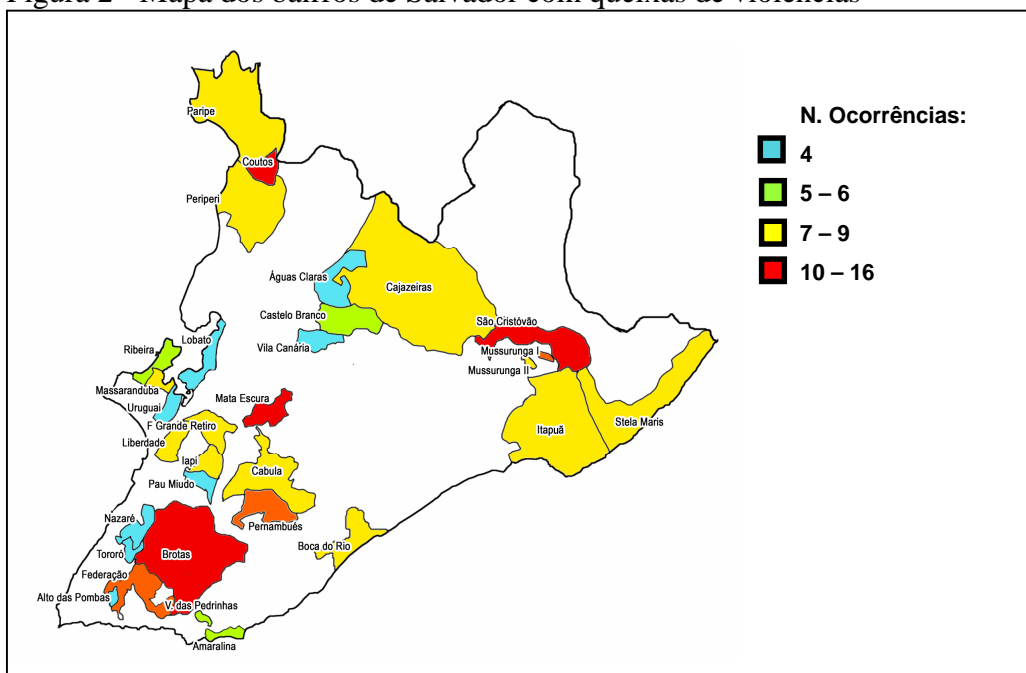 Figura 2 - Mapa dos bairros de Salvador com queixas de violências
N. Ocorrências:
4
5 – 6
7 – 9
10 – 16
Paripe
Coutos
Periperi
Águas Claras
Cajazeiras
Castelo Branco
São Cristóvão
Vila Canária
Lobato
Mussurunga I
Ribeira
Mussurunga II
Massaranduba
Mata Escura
Uruguai
F Grande Retiro
Stela Maris
Itapuã
Liberdade
Iapi
Cabula
Pau Miudo
Nazaré
Pernambués
Boca do Rio
Tororó
Brotas
Federação
Alto das Pombas
V. das Pedrinhas
Amaralina